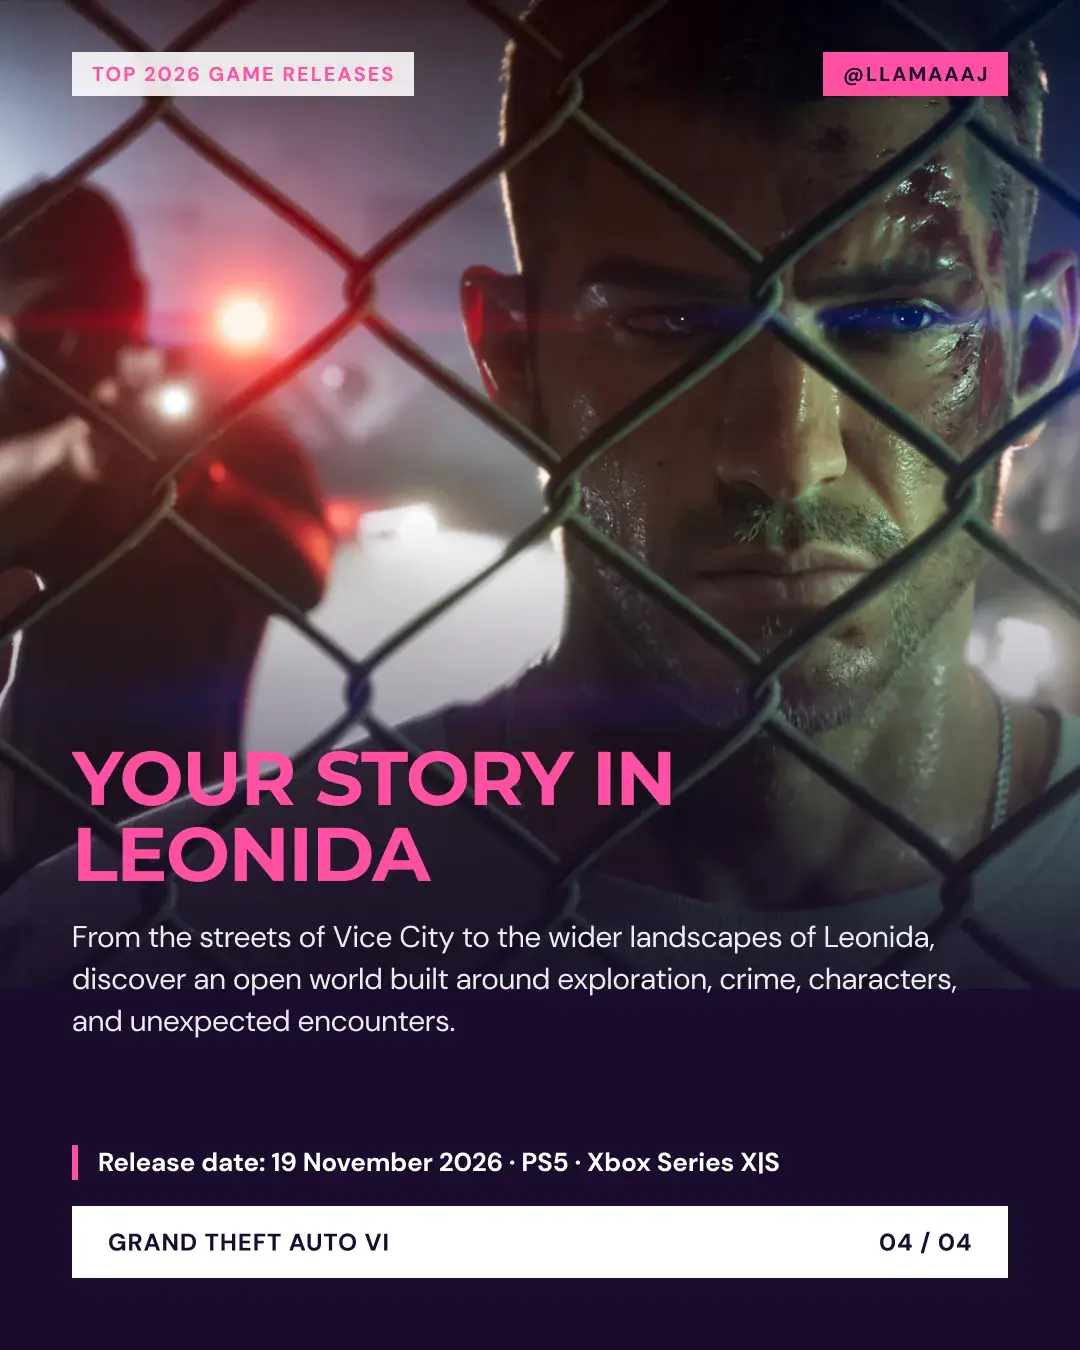 TOP 2026 GAME RELEASES
@LLAMAAAJ
YOUR STORY IN
LEONIDA
From the streets of Vice City to the wider landscapes of Leonida,
discover an open world built around exploration, crime, characters,
and unexpected encounters.
Release date: 19 November 2026 · PS5 · Xbox Series X|S
GRAND THEFT AUTO VI
04 / 04